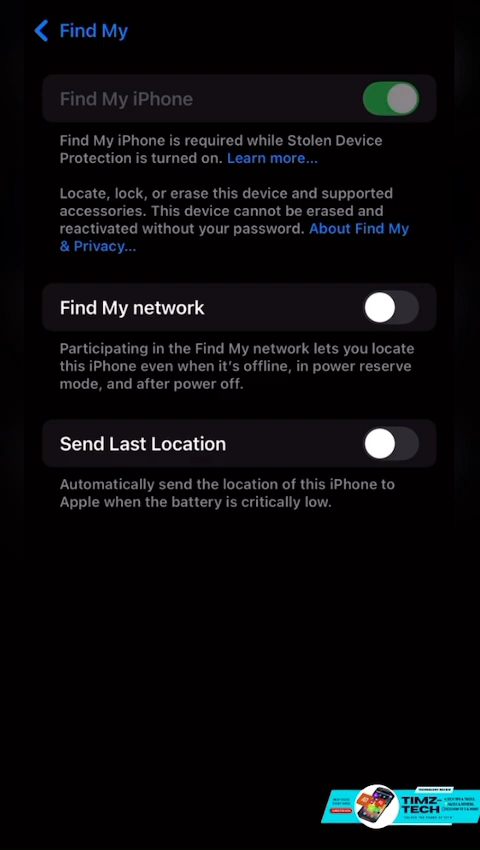 Find My
Find My iPhone
Find My iPhone is required while Stolen Device
Protection is turned on. Learn more...
Locate, lock, or erase this device and supported
accessories. This device cannot be erased and
reactivated without your password. About Find My
& Privacy...
Find My network
Participating in the Find My network lets you locate
this iPhone even when it’s offline, in power reserve
mode, and after power off.
Send Last Location
Automatically send the location of this iPhone to
Apple when the battery is critically low.
TIMZ-
TECH